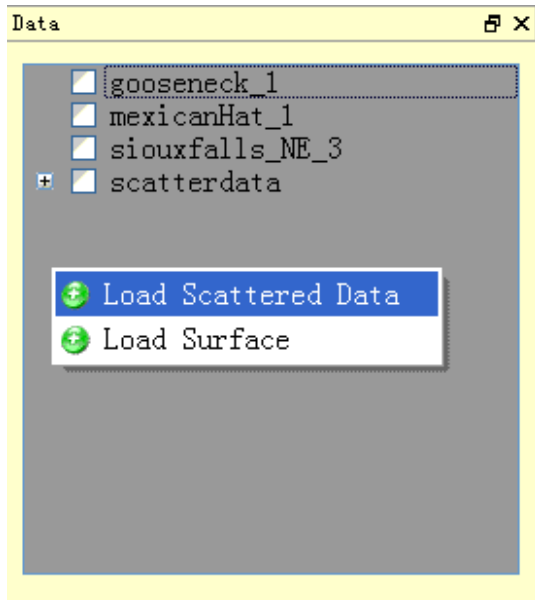 Data
gooseneck_1
mexicanHat_1
siouxfalls_NE_3
scatterdata
Load Scattered Data
Load Surface